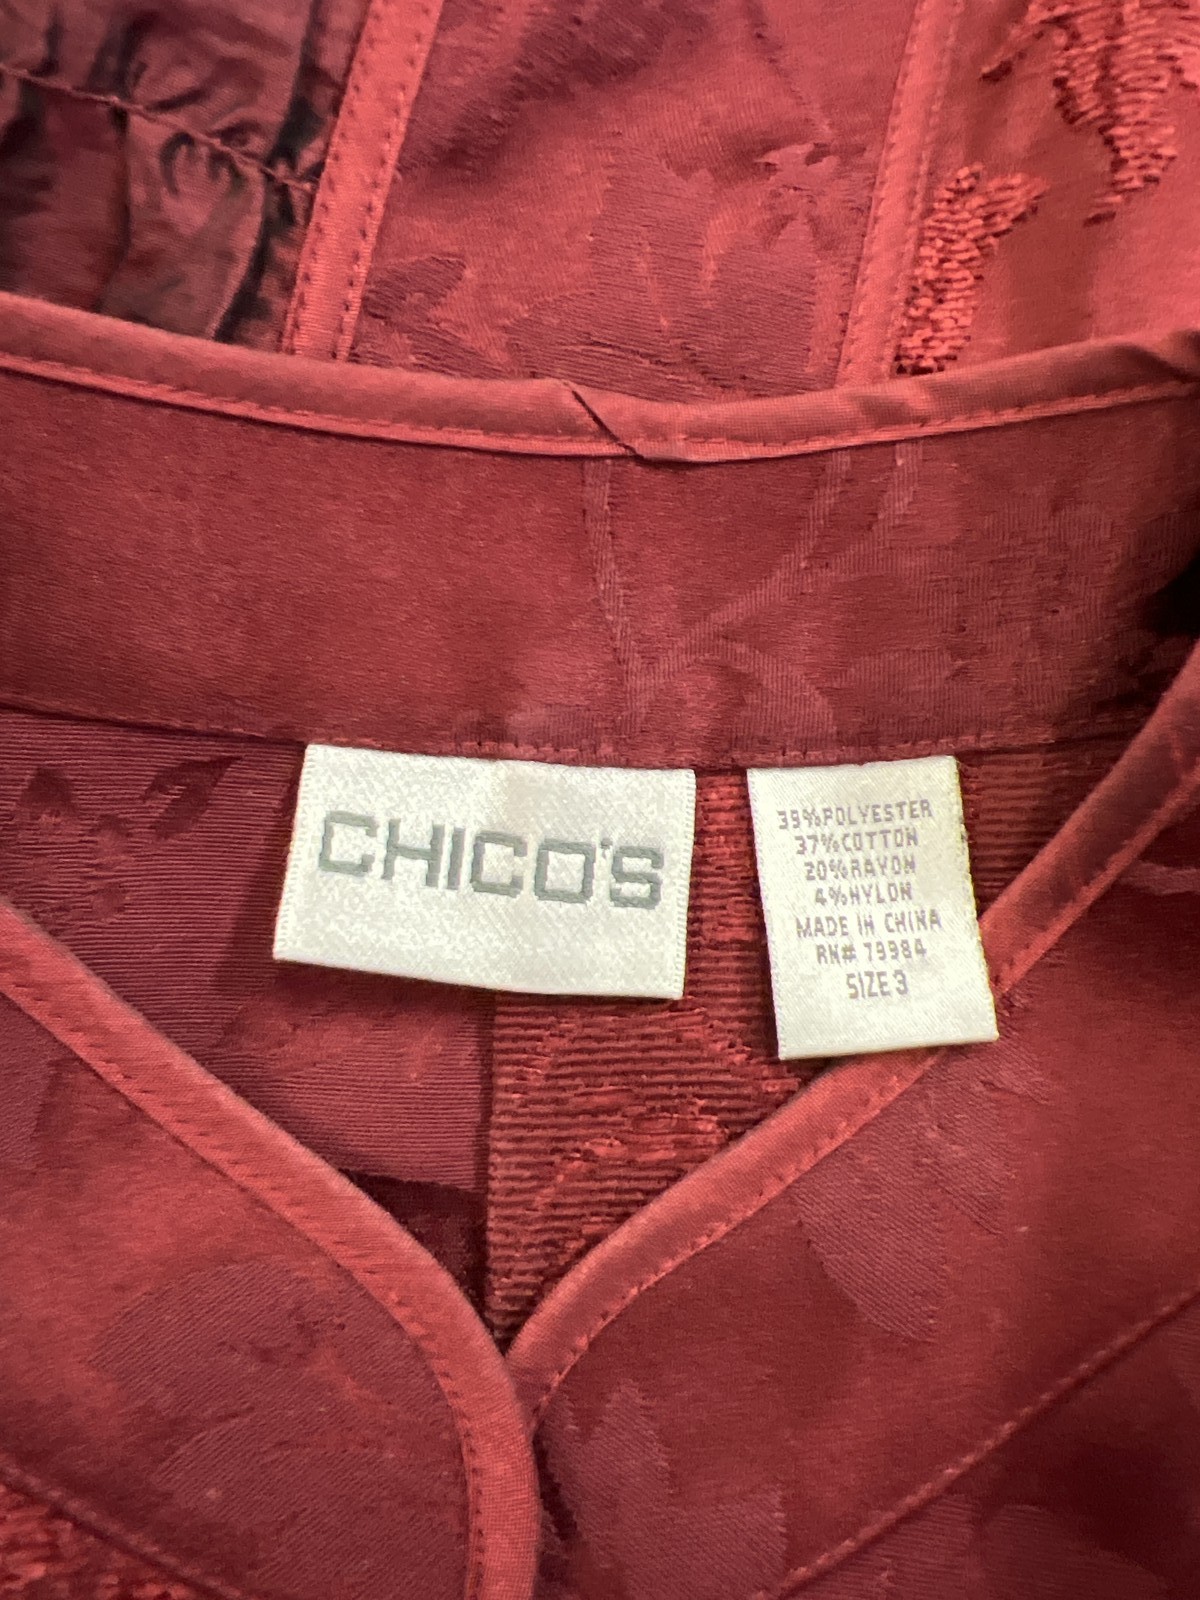 CHICO'S
39%POLYESTER
37%COTTON
20%RAYON
4%NYLON
MADE IN CHINA
RN# 79984
SIZE 3